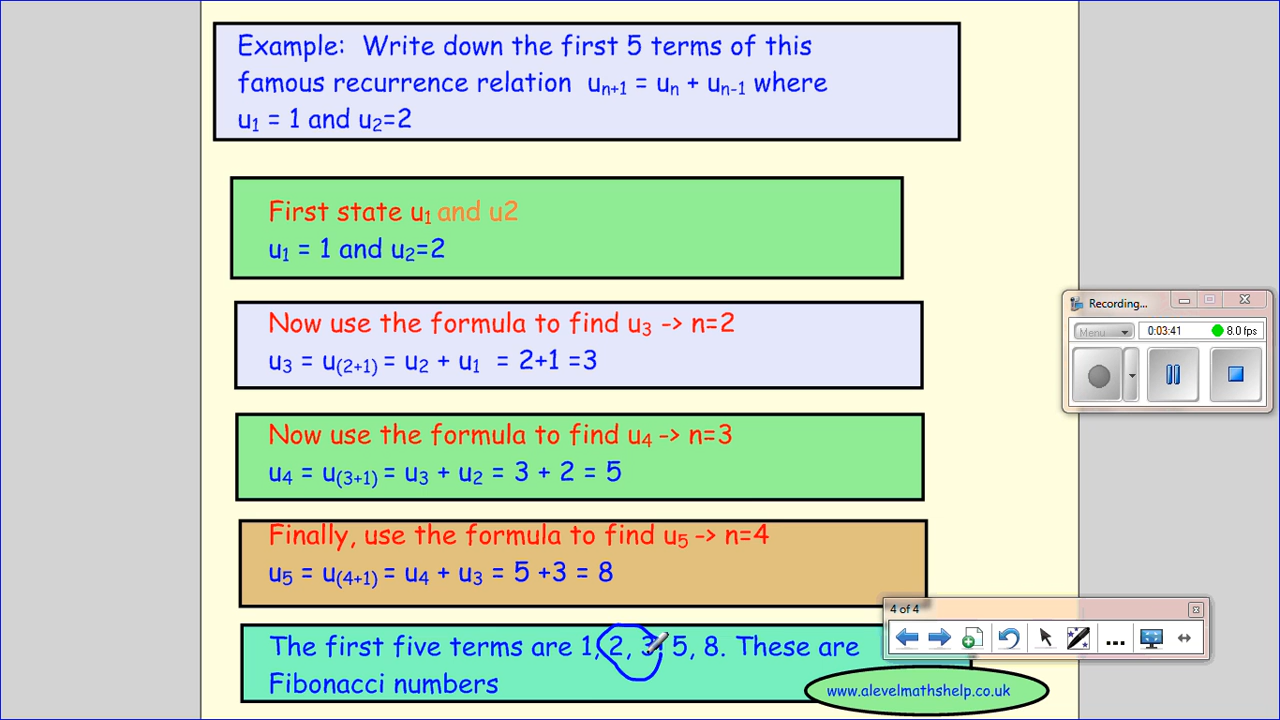 Example:  Write down the first 5 terms of this
famous recurrence relation  uₙ₊₁ = uₙ + uₙ₋₁ where
u₁ = 1 and u₂=2
First state u₁ and u2
u₁ = 1 and u₂=2
Now use the formula to find u₃ -> n=2
u₃ = u₍₂₊₁₎ = u₂ + u₁  = 2+1 =3
Now use the formula to find u₄ -> n=3
u₄ = u₍₃₊₁₎ = u₃ + u₂ = 3 + 2 = 5
Finally, use the formula to find u₅ -> n=4
u₅ = u₍₄₊₁₎ = u₄ + u₃ = 5 +3 = 8
The first five terms are 1, 2, 3, 5, 8. These are
Fibonacci numbers
www.alevelmathshelp.co.uk
Recording...
Menu
0:03:41
8.0 fps
4 of 4